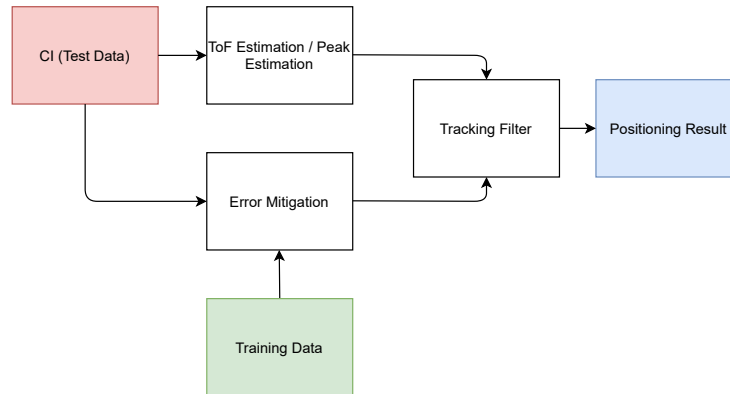 CI (Test Data)
ToF Estimation / Peak
Estimation
Tracking Filter
Positioning Result
Error Mitigation
Training Data